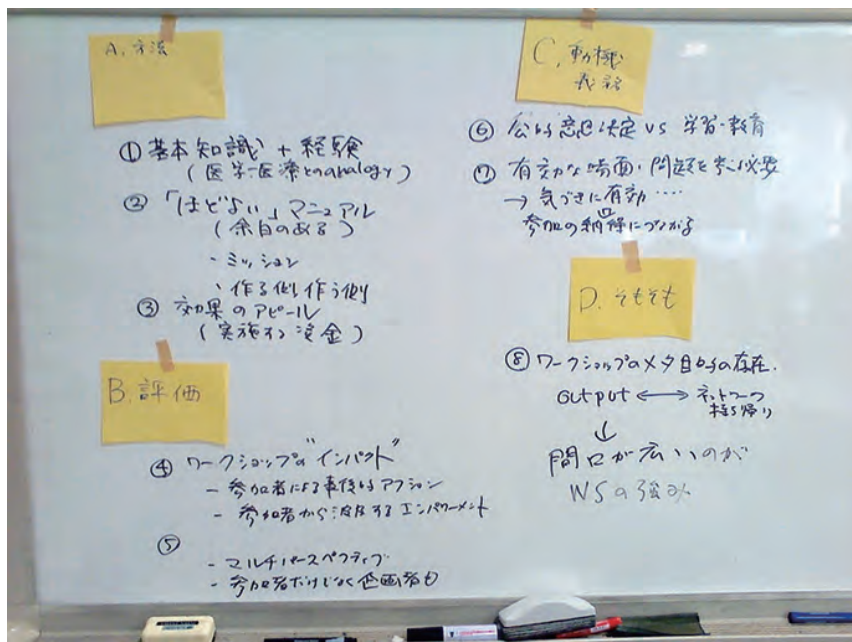 A. 方法
① 基本知識 + 経験
(医学-医療とのanalogy)
② 「ほどよい」マニュアル
(余白のある)
・ミッション
・作る側 作う側
③ 効果のアピール
(実施する資金)
B. 評価
④ ワークショップの"インパクト"
- 参加者による事後的アクション
- 参加者から波及するエンパワーメント
⑤
- マルチパースペクティブ
- 参加者だけじゃなく企画者も
C. 動機
⑥ 公的意思決定 VS 学習・教育
⑦ 有効な場面・問題を考える必要
→ 気づきに有効 ‥‥
参加の納得につながる
D. そもそも
⑧ ワークショップのメタ目的の存在.
output ⟷ ネットワーク
持ち帰り
↓
間口が広いのが
WSの強み